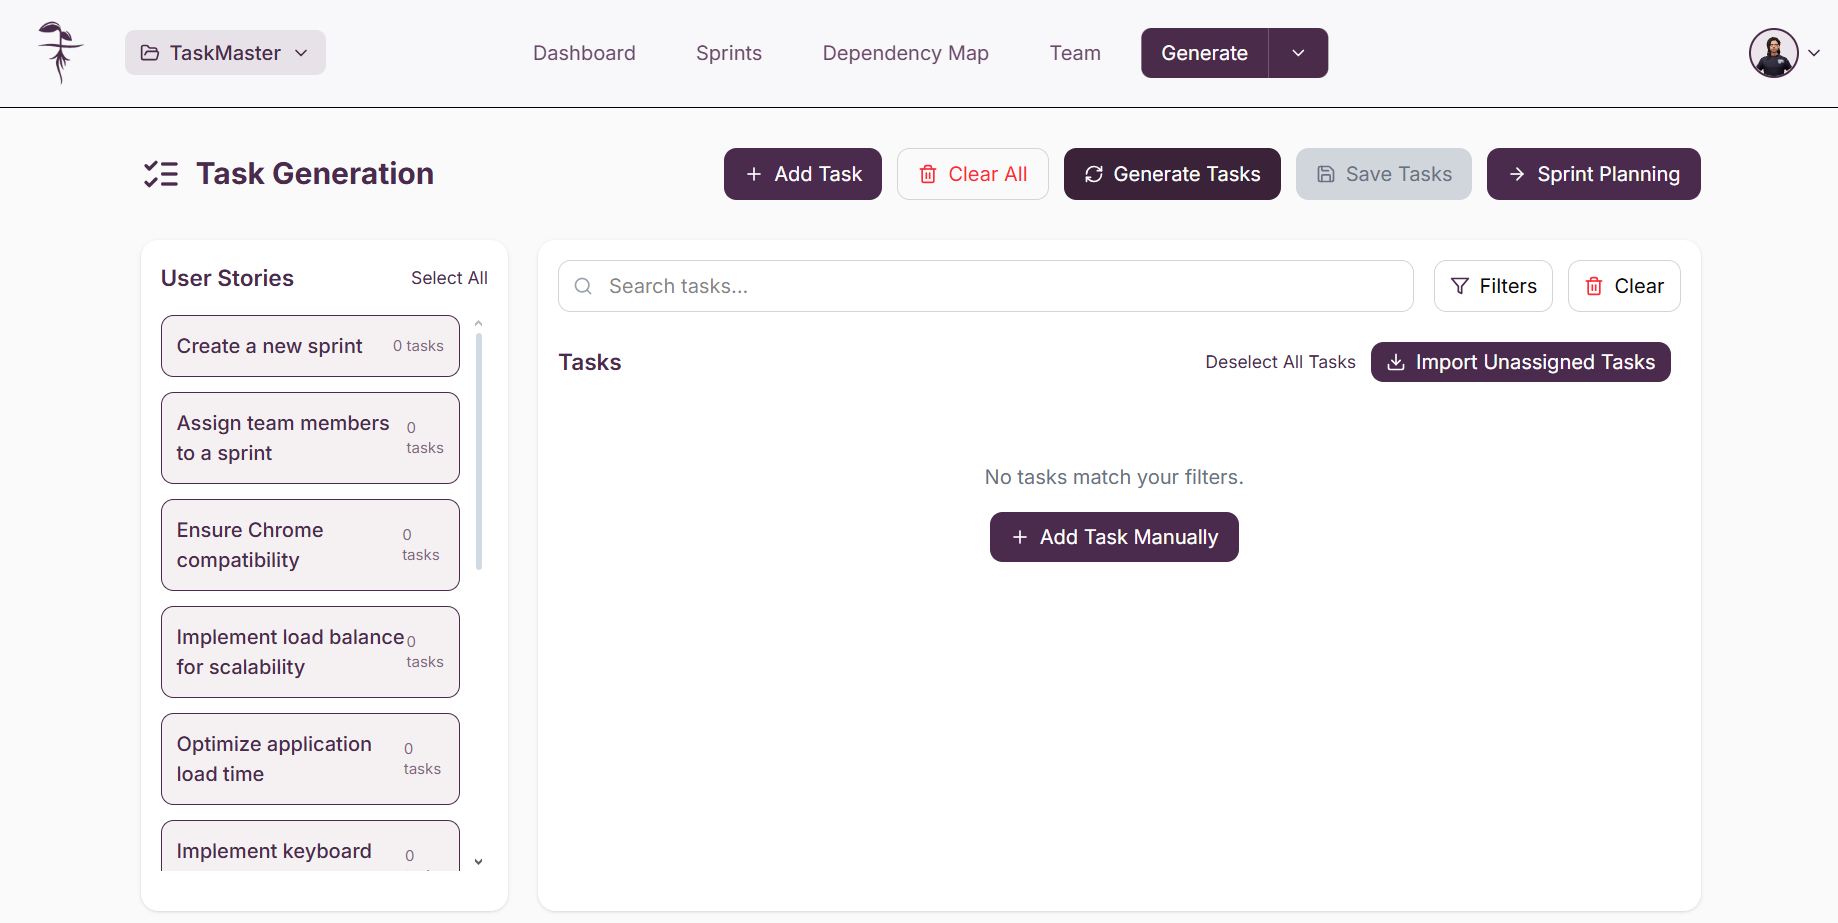 TaskMaster
Dashboard
Sprints
Dependency Map
Team
Generate
Task Generation
Add Task
Clear All
Generate Tasks
Save Tasks
Sprint Planning
User Stories
Select All
Create a new sprint
0 tasks
Assign team members
to a sprint
0
tasks
Ensure Chrome
compatibility
0
tasks
Implement load balance
for scalability
0
tasks
Optimize application
load time
0
tasks
Implement keyboard
0
Search tasks...
Filters
Clear
Tasks
Deselect All Tasks
Import Unassigned Tasks
No tasks match your filters.
Add Task Manually